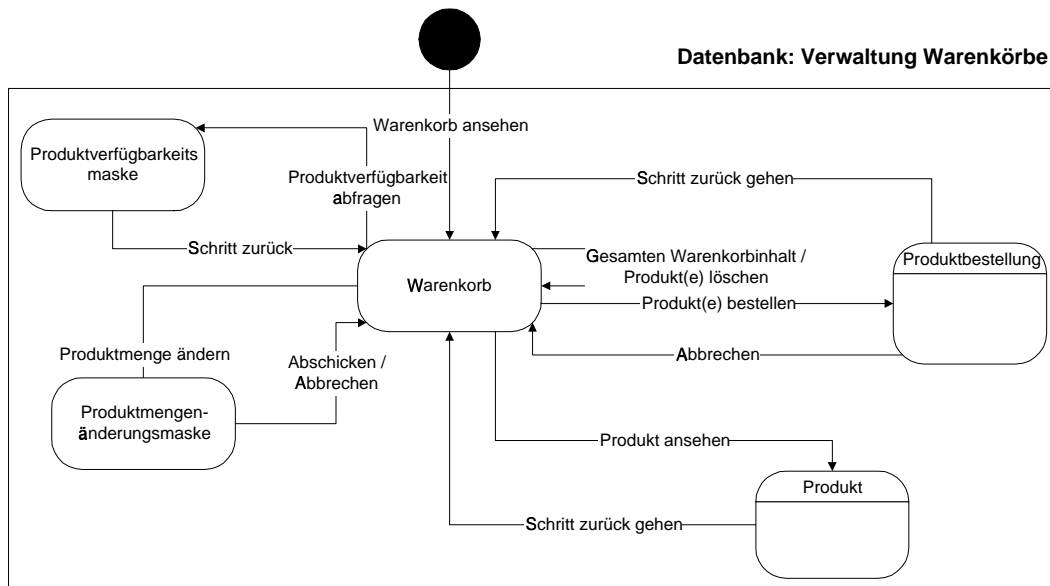 Datenbank: Verwaltung Warenkörbe
Warenkorb ansehen
Produktverfügbarkeits
maske
Produktverfügbarkeit
abfragen
Schritt zurück gehen
Schritt zurück
Gesamten Warenkorbinhalt /
Produkt(e) löschen
Produktbestellung
Warenkorb
Produkt(e) bestellen
Produktmenge ändern
Abschicken /
Abbrechen
Abbrechen
Produktmengen-
änderungsmaske
Produkt ansehen
Produkt
Schritt zurück gehen